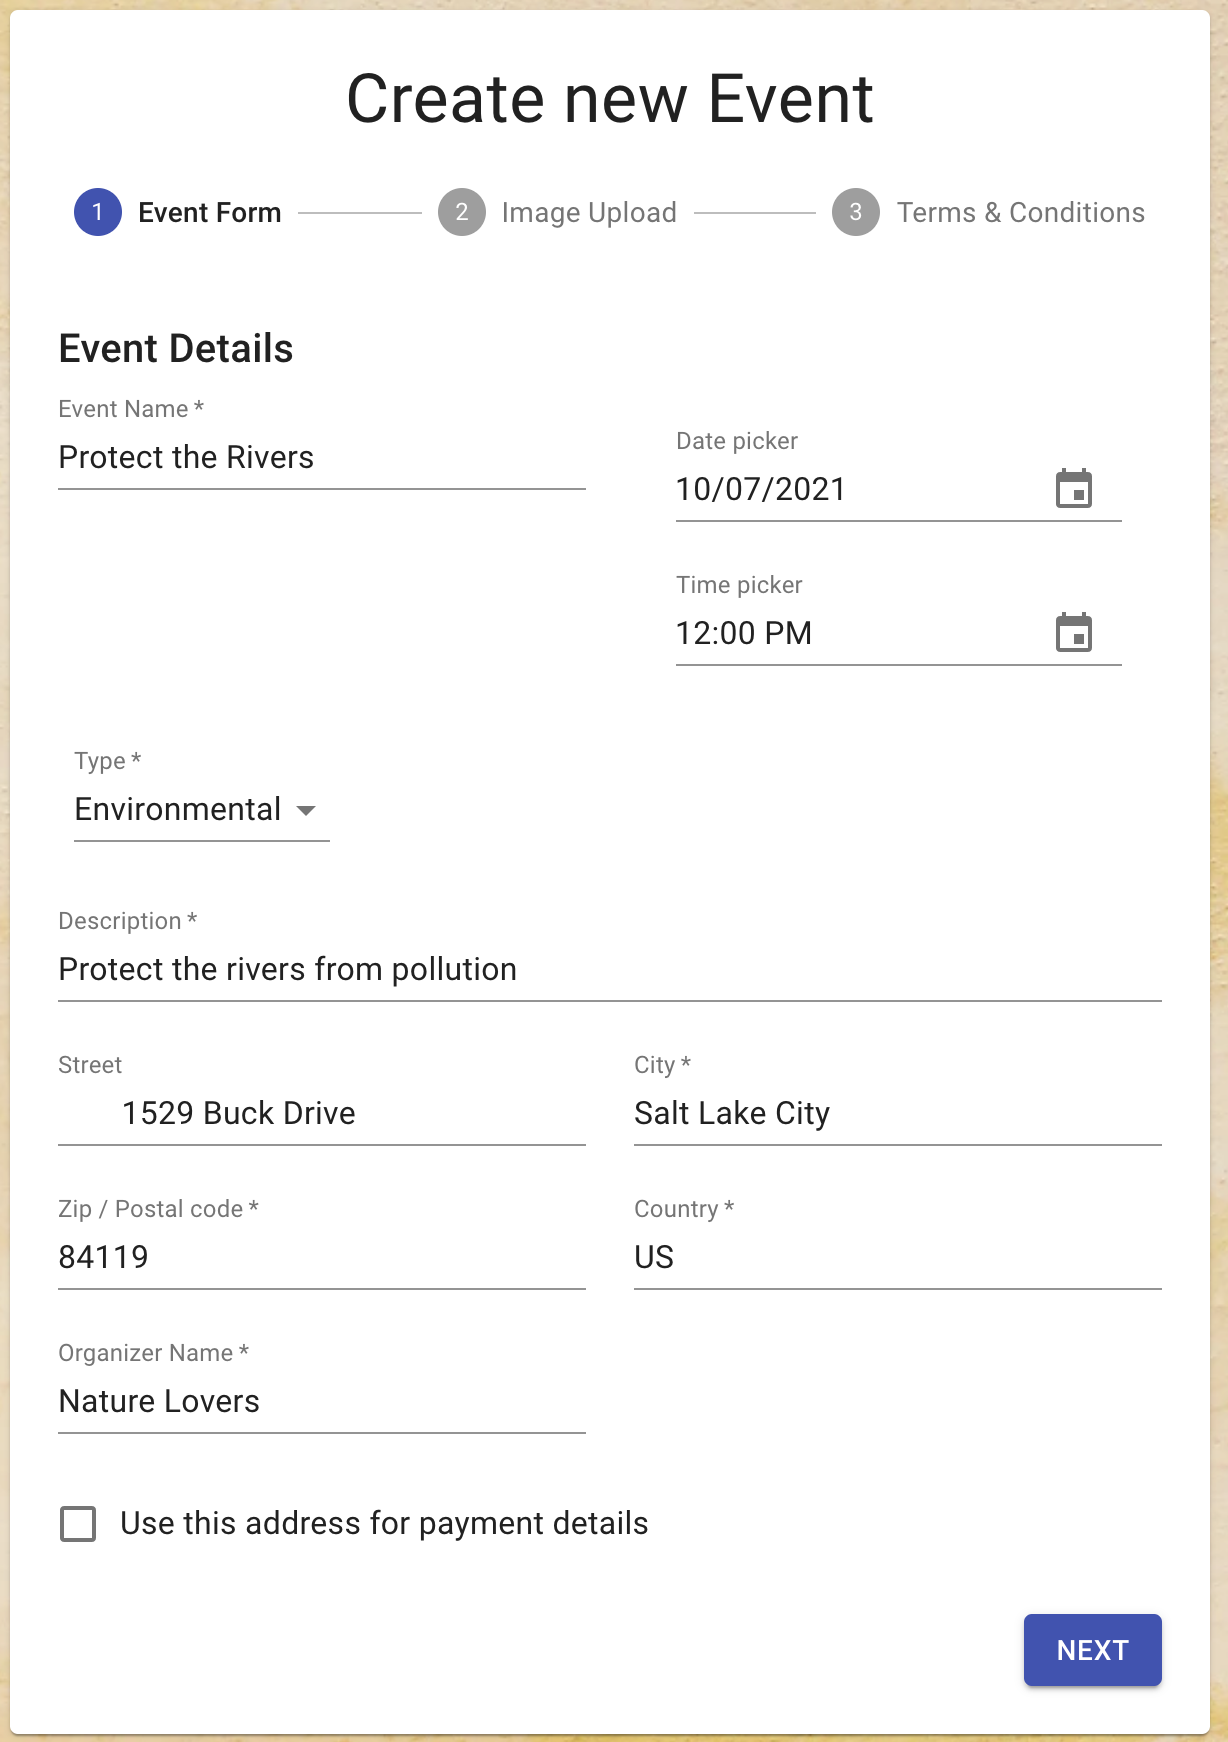 Create new Event
1 Event Form 2 Image Upload 3 Terms & Conditions
Event Details
Event Name *
Protect the Rivers
Date picker
10/07/2021
Time picker
12:00 PM
Type *
Environmental
Description *
Protect the rivers from pollution
Street
1529 Buck Drive
City *
Salt Lake City
Zip / Postal code *
84119
Country *
US
Organizer Name *
Nature Lovers
Use this address for payment details
NEXT